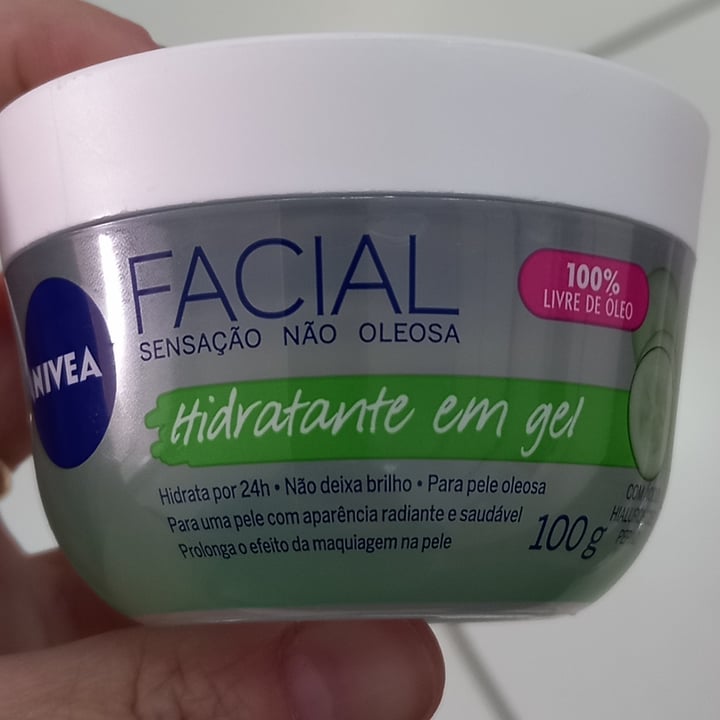 NIVEA
FACIAL
SENSAÇÃO NÃO OLEOSA
100%
LIVRE DE ÓLEO
Hidratante em gel
Hidrata por 24h • Não deixa brilho • Para pele oleosa
Para uma pele com aparência radiante e saudável
Prolonga o efeito da maquiagem na pele
100 g